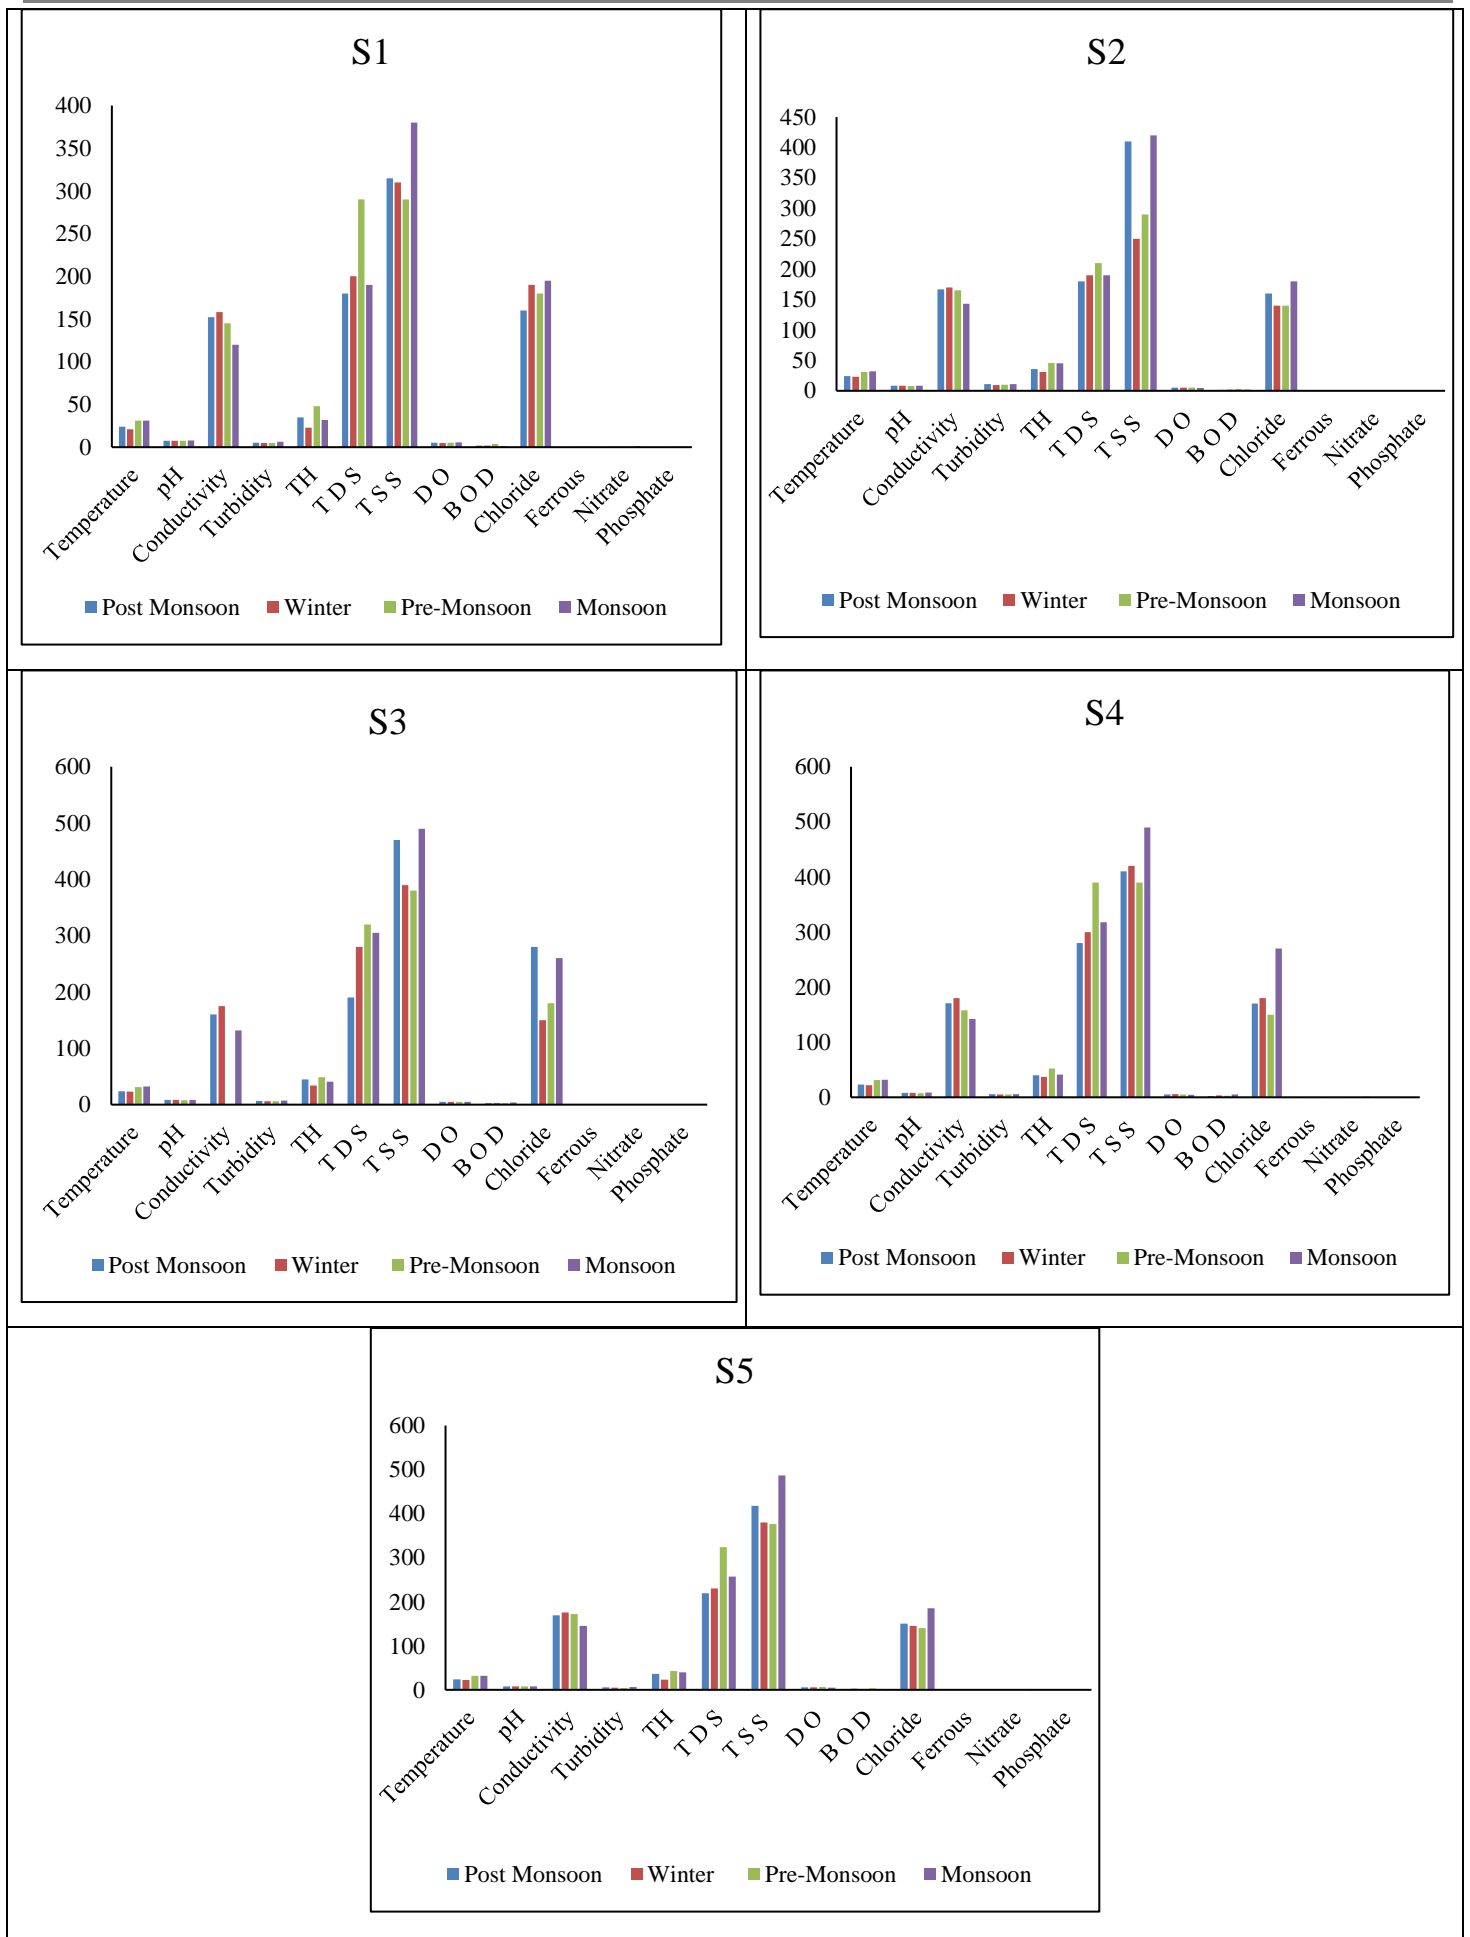 S1
400
350
300
250
200
150
100
50
0
Temperature
pH
Conductivity
Turbidity
TH
T D S
T S S
D O
B O D
Chloride
Ferrous
Nitrate
Phosphate
Post Monsoon Winter Pre-Monsoon Monsoon
S2
450
400
350
300
250
200
150
100
50
0
Temperature
pH
Conductivity
Turbidity
TH
T D S
T S S
D O
B O D
Chloride
Ferrous
Nitrate
Phosphate
Post Monsoon Winter Pre-Monsoon Monsoon
S3
600
500
400
300
200
100
0
Temperature
pH
Conductivity
Turbidity
TH
T D S
T S S
D O
B O D
Chloride
Ferrous
Nitrate
Phosphate
Post Monsoon Winter Pre-Monsoon Monsoon
S4
600
500
400
300
200
100
0
Temperature
pH
Conductivity
Turbidity
TH
T D S
T S S
D O
B O D
Chloride
Ferrous
Nitrate
Phosphate
Post Monsoon Winter Pre-Monsoon Monsoon
S5
600
500
400
300
200
100
0
Temperature
pH
Conductivity
Turbidity
TH
T D S
T S S
D O
B O D
Chloride
Ferrous
Nitrate
Phosphate
Post Monsoon Winter Pre-Monsoon Monsoon